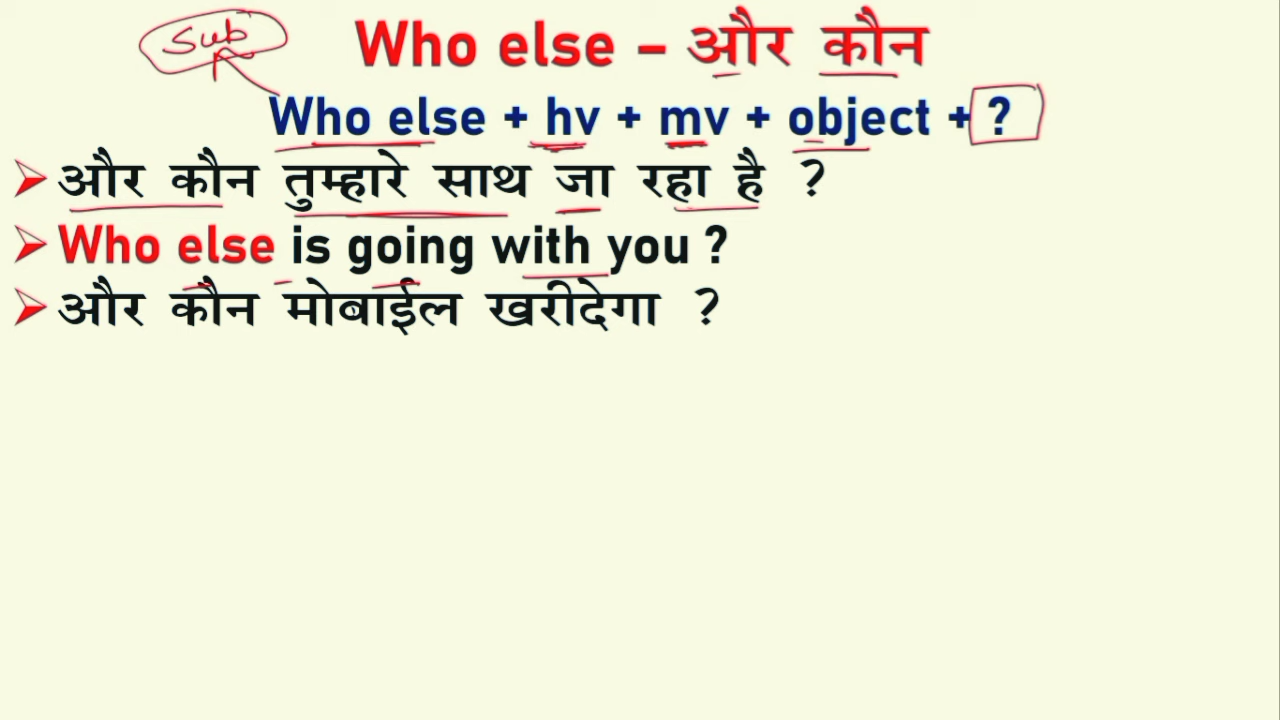 Sub
Who else – और कौन
Who else + hv + mv + object + ?
और कौन तुम्हारे साथ जा रहा है ?
Who else is going with you ?
और कौन मोबाईल खरीदेगा ?